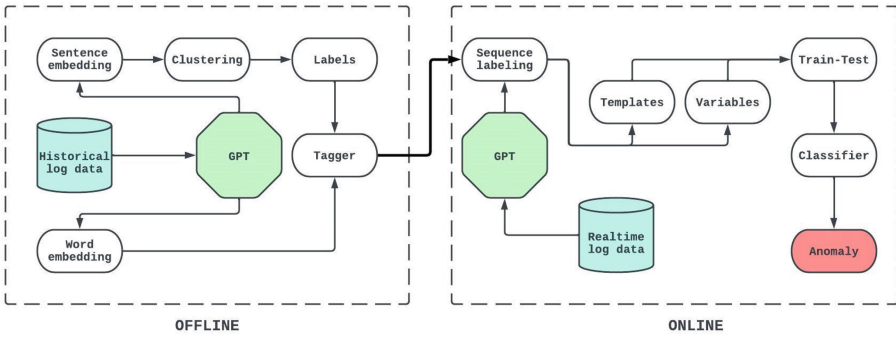 Sentence
embedding
Clustering
Labels
Historical
log data
GPT
Tagger
Word
embedding
OFFLINE
Sequence
labeling
Templates
Variables
Train-Test
GPT
Classifier
Realtime
log data
Anomaly
ONLINE